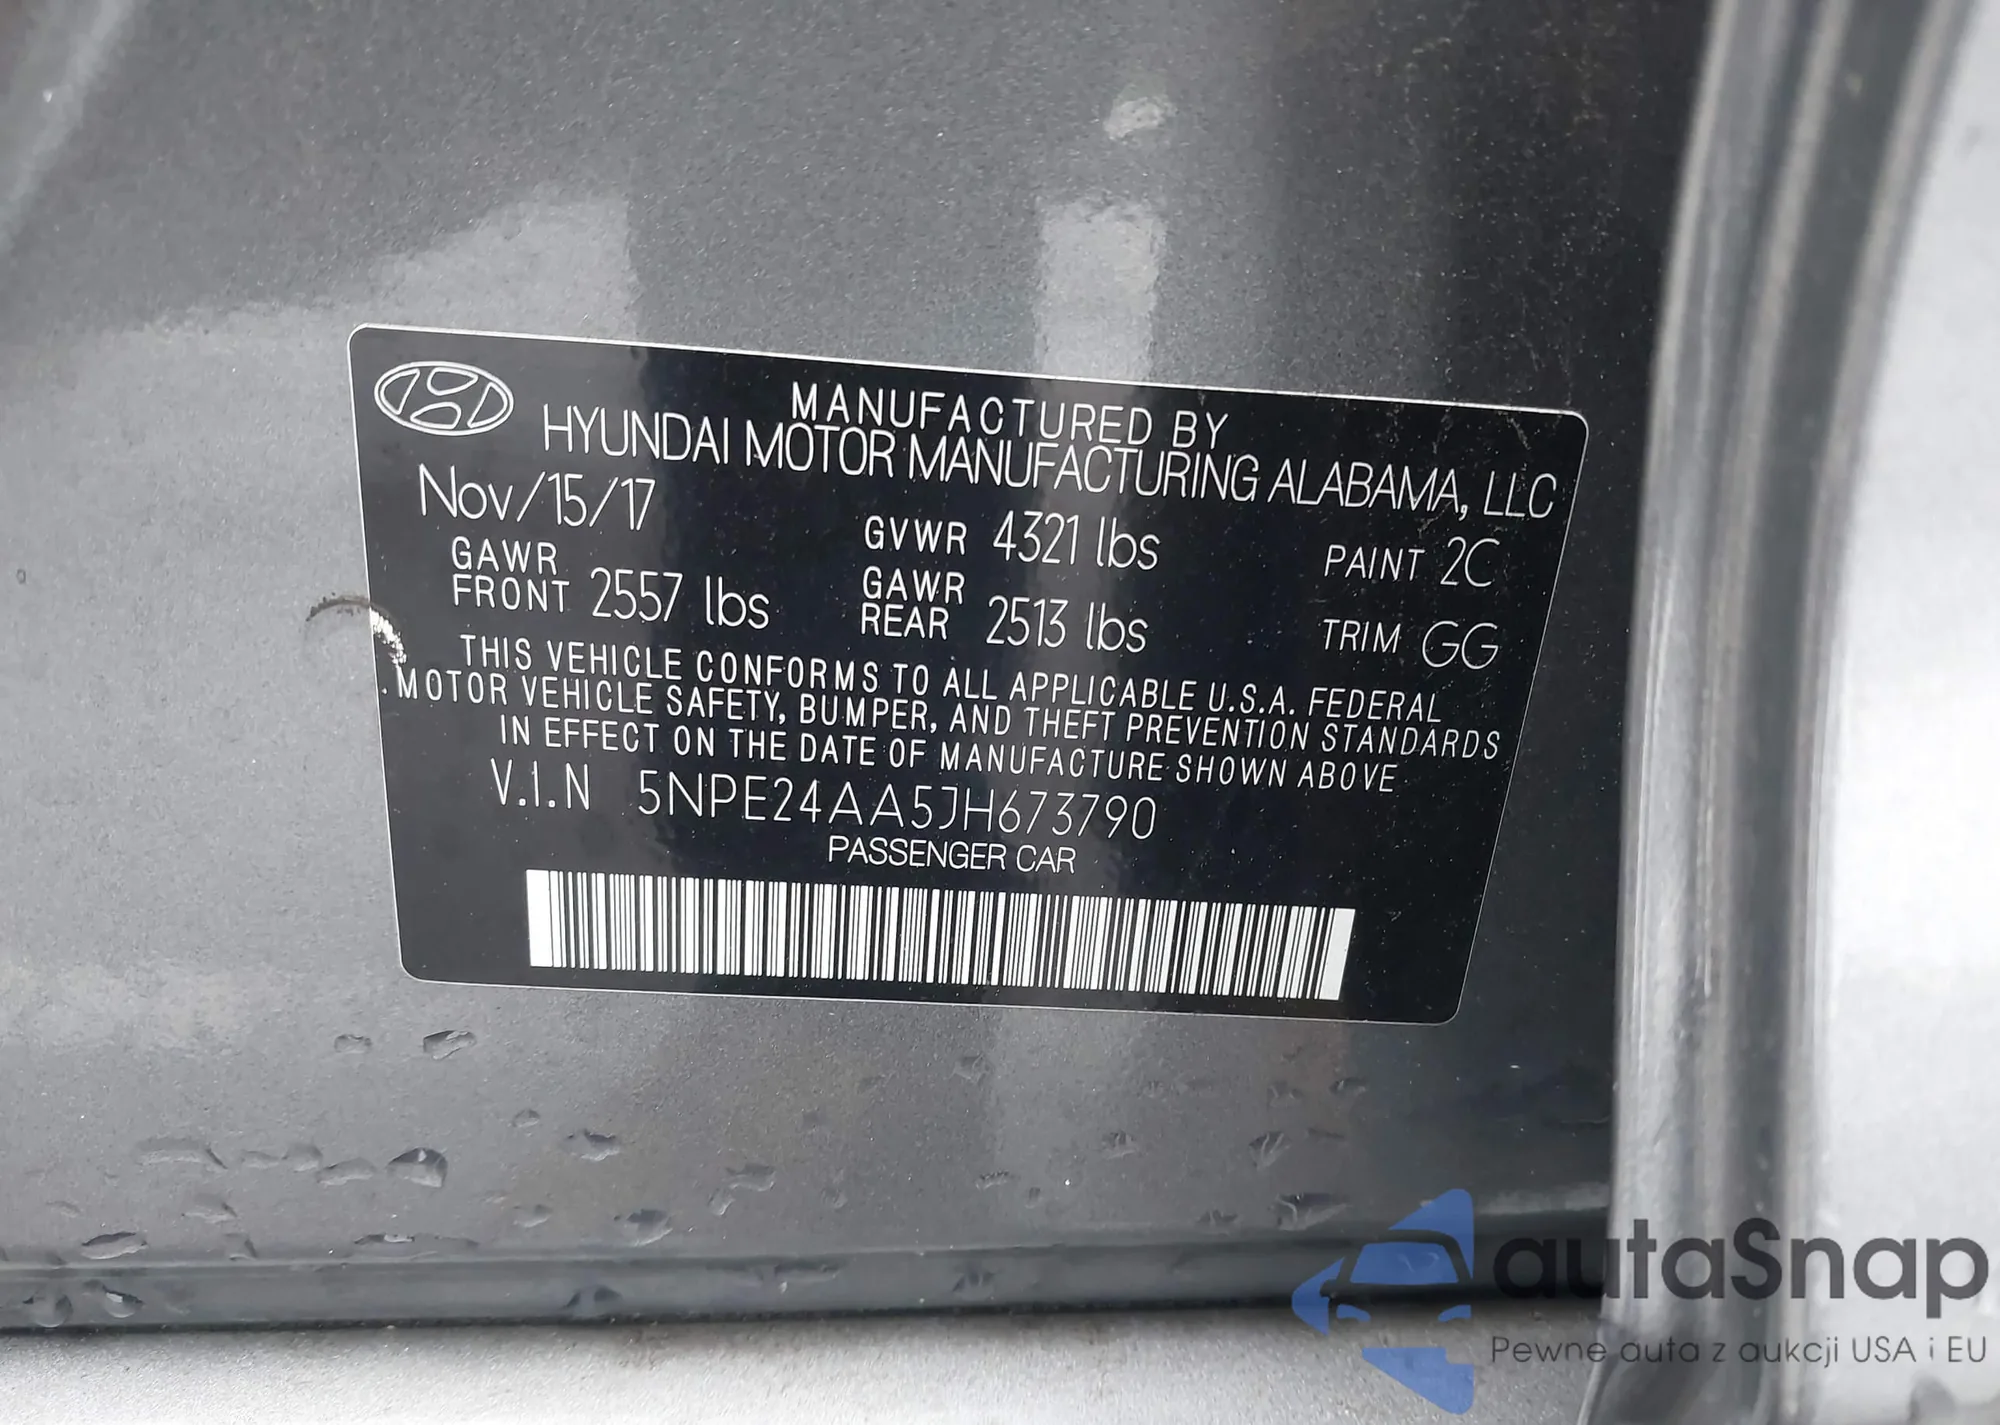 MANUFACTURED BY
HYUNDAI MOTOR MANUFACTURING ALABAMA, LLC
Nov/15/17
GVWR 4321 lbs
PAINT 2C
GAWR
FRONT 2557 lbs
GAWR
REAR 2513 lbs
TRIM GG
THIS VEHICLE CONFORMS TO ALL APPLICABLE U.S.A. FEDERAL
MOTOR VEHICLE SAFETY, BUMPER, AND THEFT PREVENTION STANDARDS
IN EFFECT ON THE DATE OF MANUFACTURE SHOWN ABOVE
V.I.N 5NPE24AA5JH673790
PASSENGER CAR
autaSnap
Pewne auta z aukcji USA i EU